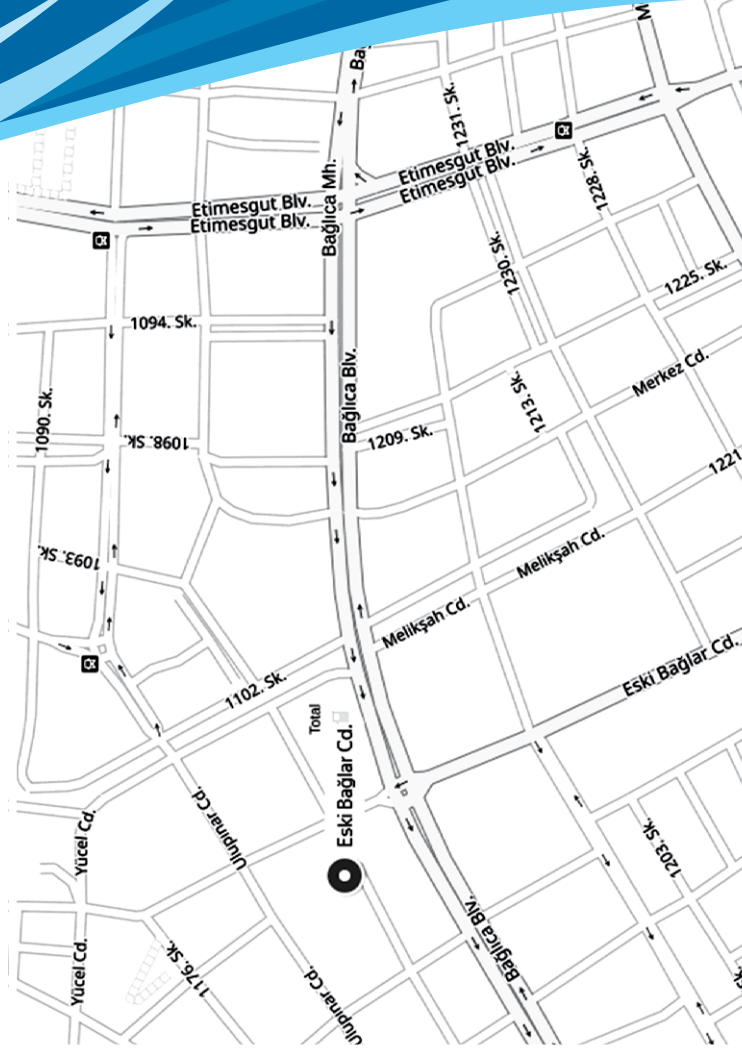 Etimesgut Blv.
Etimesgut Blv.
Etimesgut Blv.
Etimesgut Blv.
Bağlıca Mh.
1231. Sk.
1228. Sk.
1230. Sk.
1225. Sk.
1094. Sk.
Bağlıca Blv.
Merkez Cd.
1090. Sk.
1098. Sk.
1209. Sk.
1213. Sk.
1221
1093. Sk.
Melikşah Cd.
Melikşah Cd.
Eski Bağlar Cd.
1102. Sk.
Total
Eski Bağlar Cd.
Ulupınar Cd.
Yücel Cd.
1203. Sk.
Bağlıca Blv.
Yücel Cd.
1176. Sk.
Ulupınar Cd.